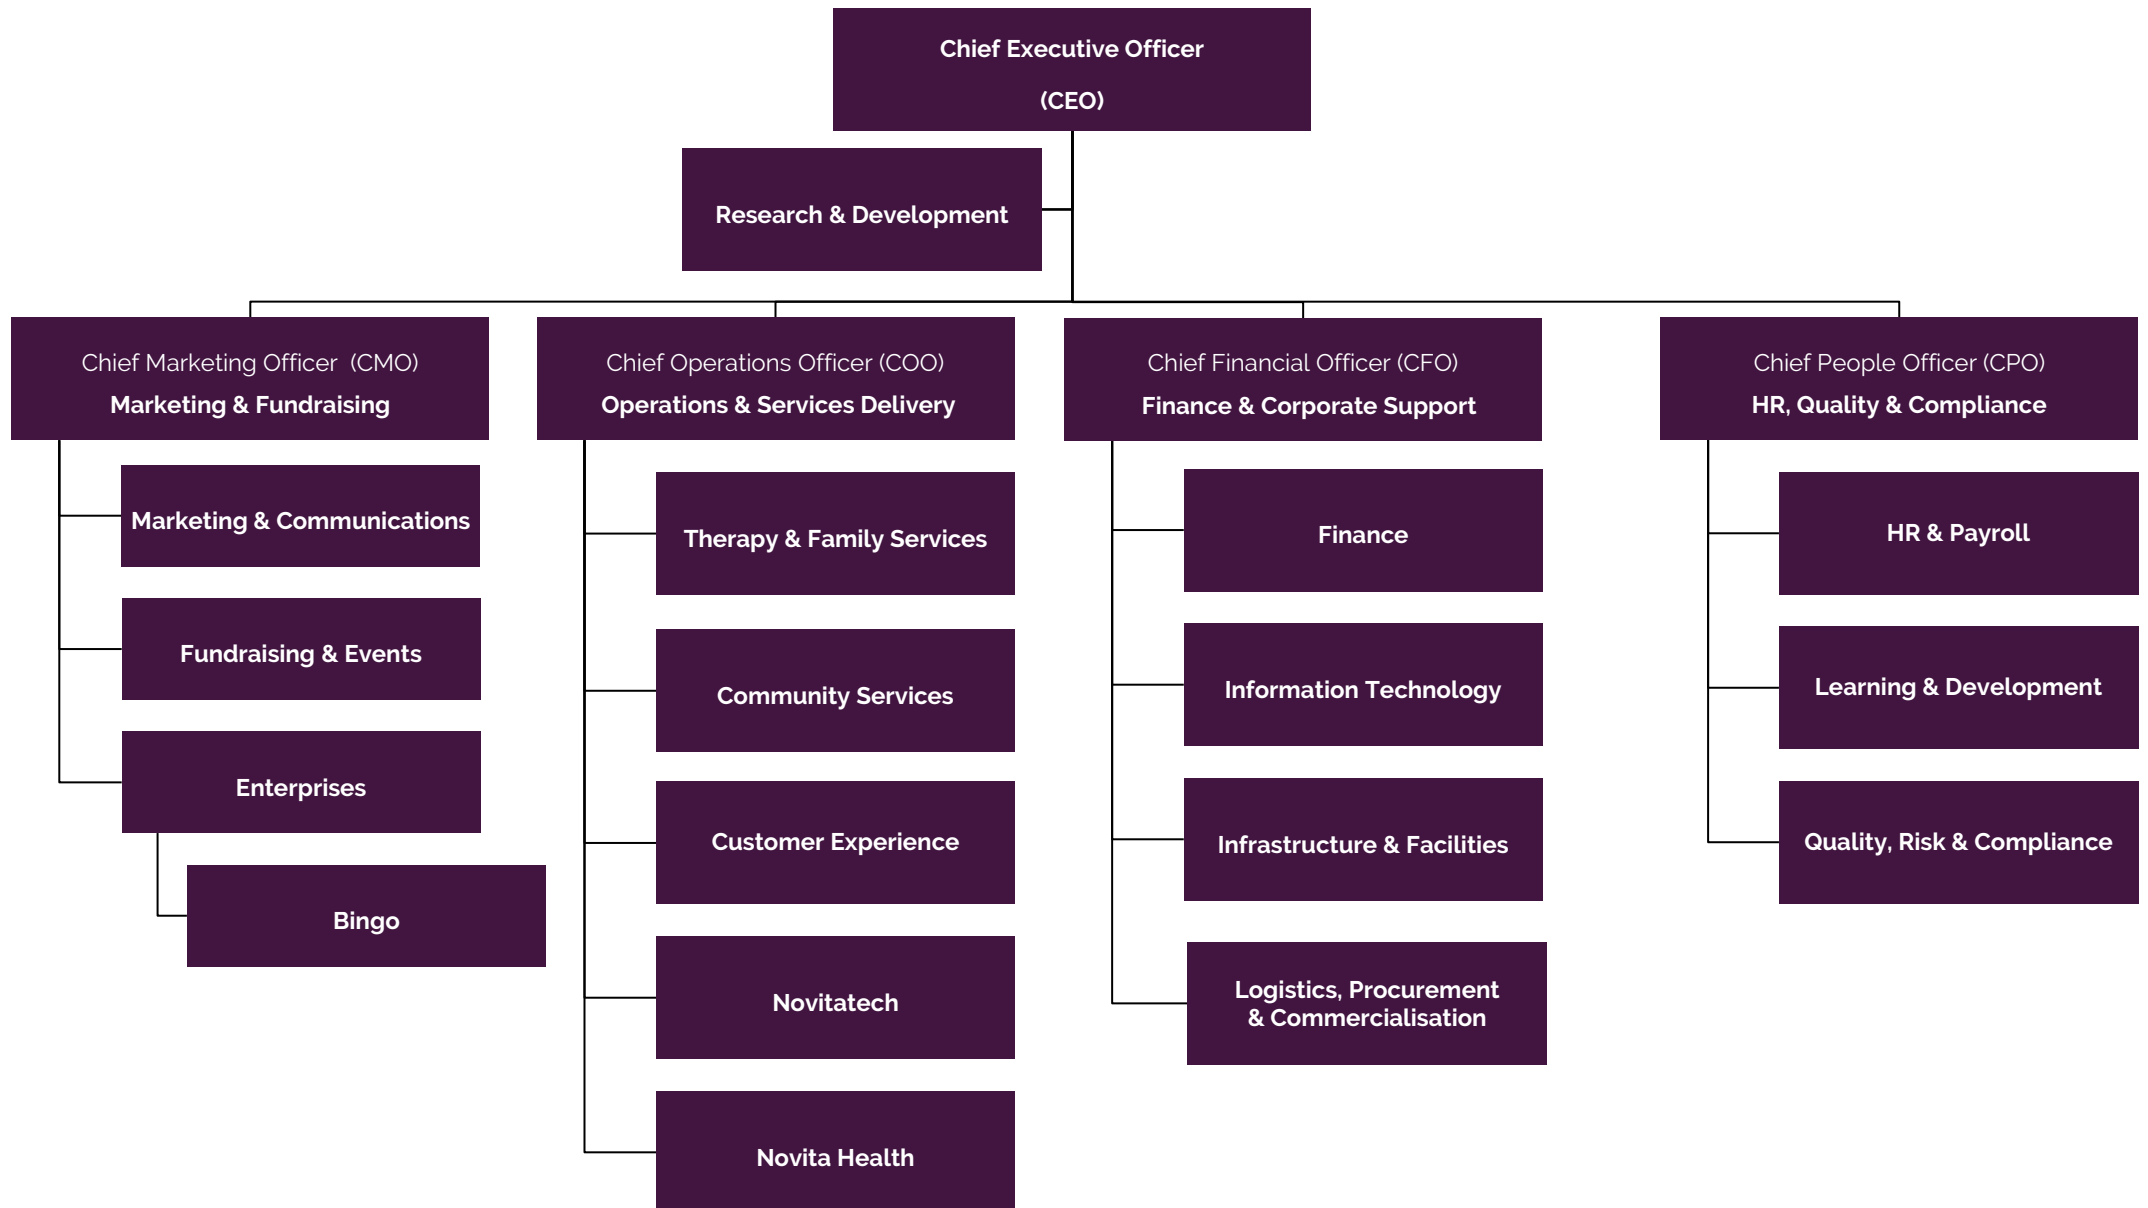 Chief Executive Officer
(CEO)
Research & Development
Chief Marketing Officer  (CMO)
Marketing & Fundraising
Marketing & Communications
Fundraising & Events
Enterprises
Bingo
Chief Operations Officer (COO)
Operations & Services Delivery
Therapy & Family Services
Community Services
Customer Experience
Novitatech
Novita Health
Chief Financial Officer (CFO)
Finance & Corporate Support
Finance
Information Technology
Infrastructure & Facilities
Logistics, Procurement
& Commercialisation
Chief People Officer (CPO)
HR, Quality & Compliance
HR & Payroll
Learning & Development
Quality, Risk & Compliance